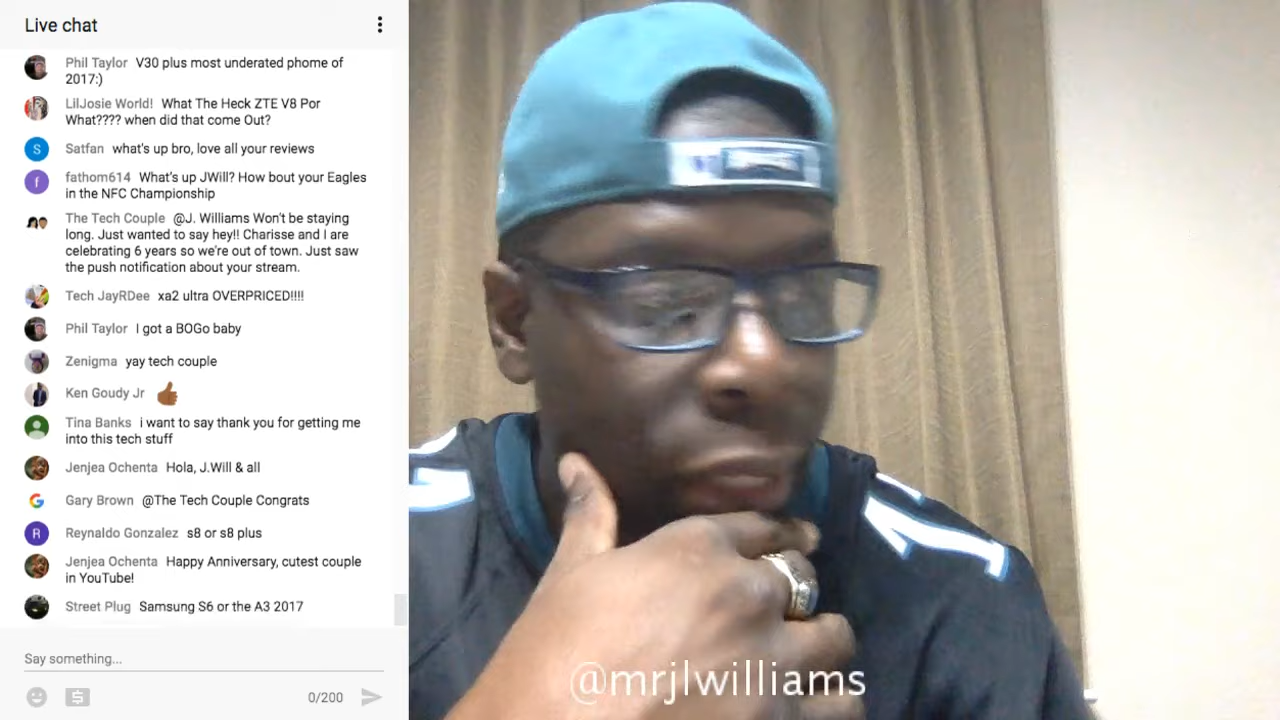 Live chat
Phil Taylor V30 plus most underated phome of
2017:)
LilJosie World! What The Heck ZTE V8 Por
What???? when did that come Out?
S
Satfan what's up bro, love all your reviews
f
fathom614 What's up JWill? How bout your Eagles
in the NFC Championship
The Tech Couple @J. Williams Won't be staying
long. Just wanted to say hey!! Charisse and I are
celebrating 6 years so we're out of town. Just saw
the push notification about your stream.
Tech JayRDee xa2 ultra OVERPRICED!!!!
Phil Taylor I got a BOGo baby
Zenigma yay tech couple
Ken Goudy Jr
Tina Banks i want to say thank you for getting me
into this tech stuff
Jenjea Ochenta Hola, J.Will & all
G
Gary Brown @The Tech Couple Congrats
R
Reynaldo Gonzalez s8 or s8 plus
Jenjea Ochenta Happy Anniversary, cutest couple
in YouTube!
Street Plug Samsung S6 or the A3 2017
Say something...
0/200
@mrjlwilliams